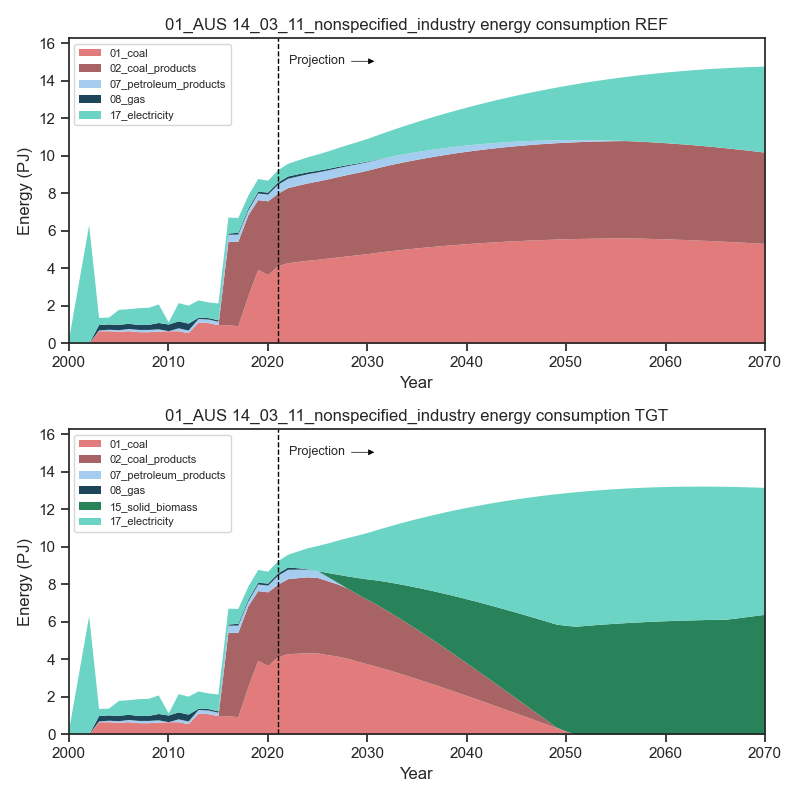 01_AUS 14_03_11_nonspecified_industry energy consumption REF
16
14
12
10
8
6
4
2
0
Energy (PJ)
01_coal
02_coal_products
07_petroleum_products
08_gas
17_electricity
Projection
2000 2010 2020 2030 2040 2050 2060 2070
Year
01_AUS 14_03_11_nonspecified_industry energy consumption TGT
16
14
12
10
8
6
4
2
0
Energy (PJ)
01_coal
02_coal_products
07_petroleum_products
08_gas
15_solid_biomass
17_electricity
Projection
2000 2010 2020 2030 2040 2050 2060 2070
Year